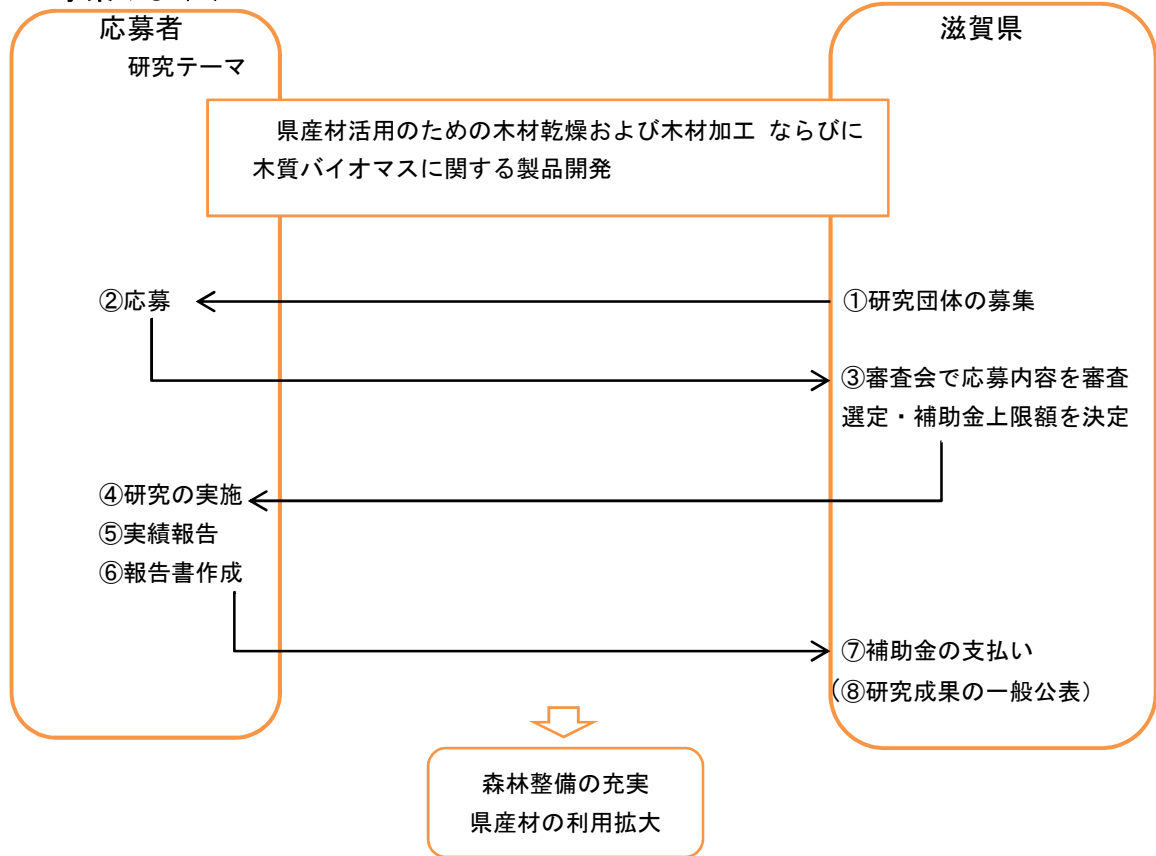 応募者
滋賀県
研究テーマ
県産材活用のための木材乾燥および木材加工 ならびに
木質バイオマスに関する製品開発
②応募
①研究団体の募集
③審査会で応募内容を審査
選定・補助金上限額を決定
④研究の実施
⑤実績報告
⑥報告書作成
⑦補助金の支払い
(⑧研究成果の一般公表）
森林整備の充実
県産材の利用拡大